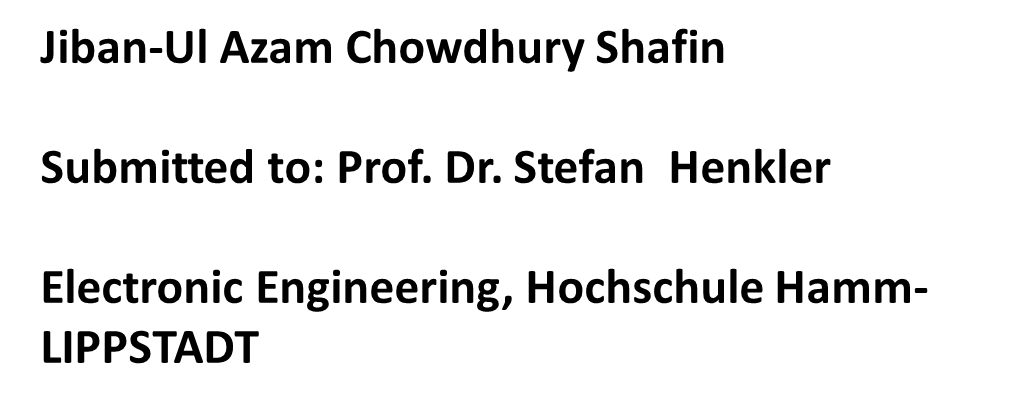 Jiban-Ul Azam Chowdhury Shafin
Submitted to: Prof. Dr. Stefan  Henkler
Electronic Engineering, Hochschule Hamm-
LIPPSTADT